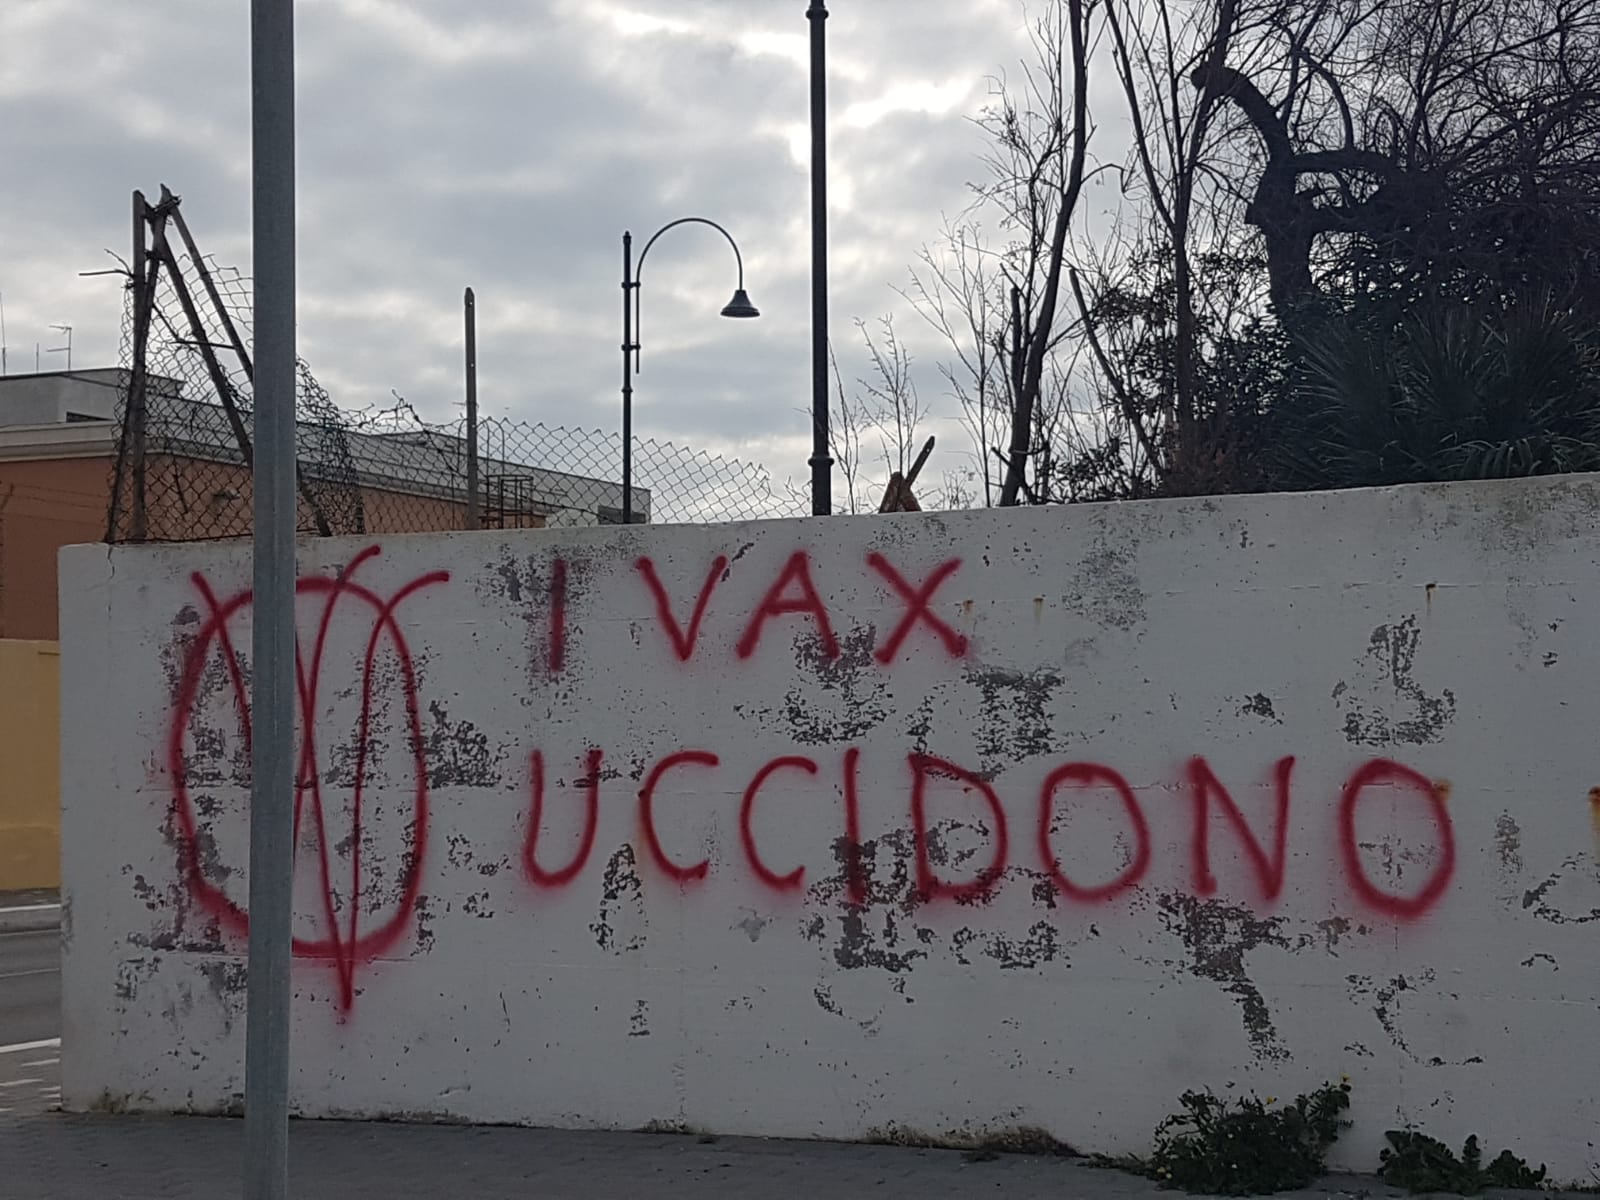 I VAX
UCCIDONO